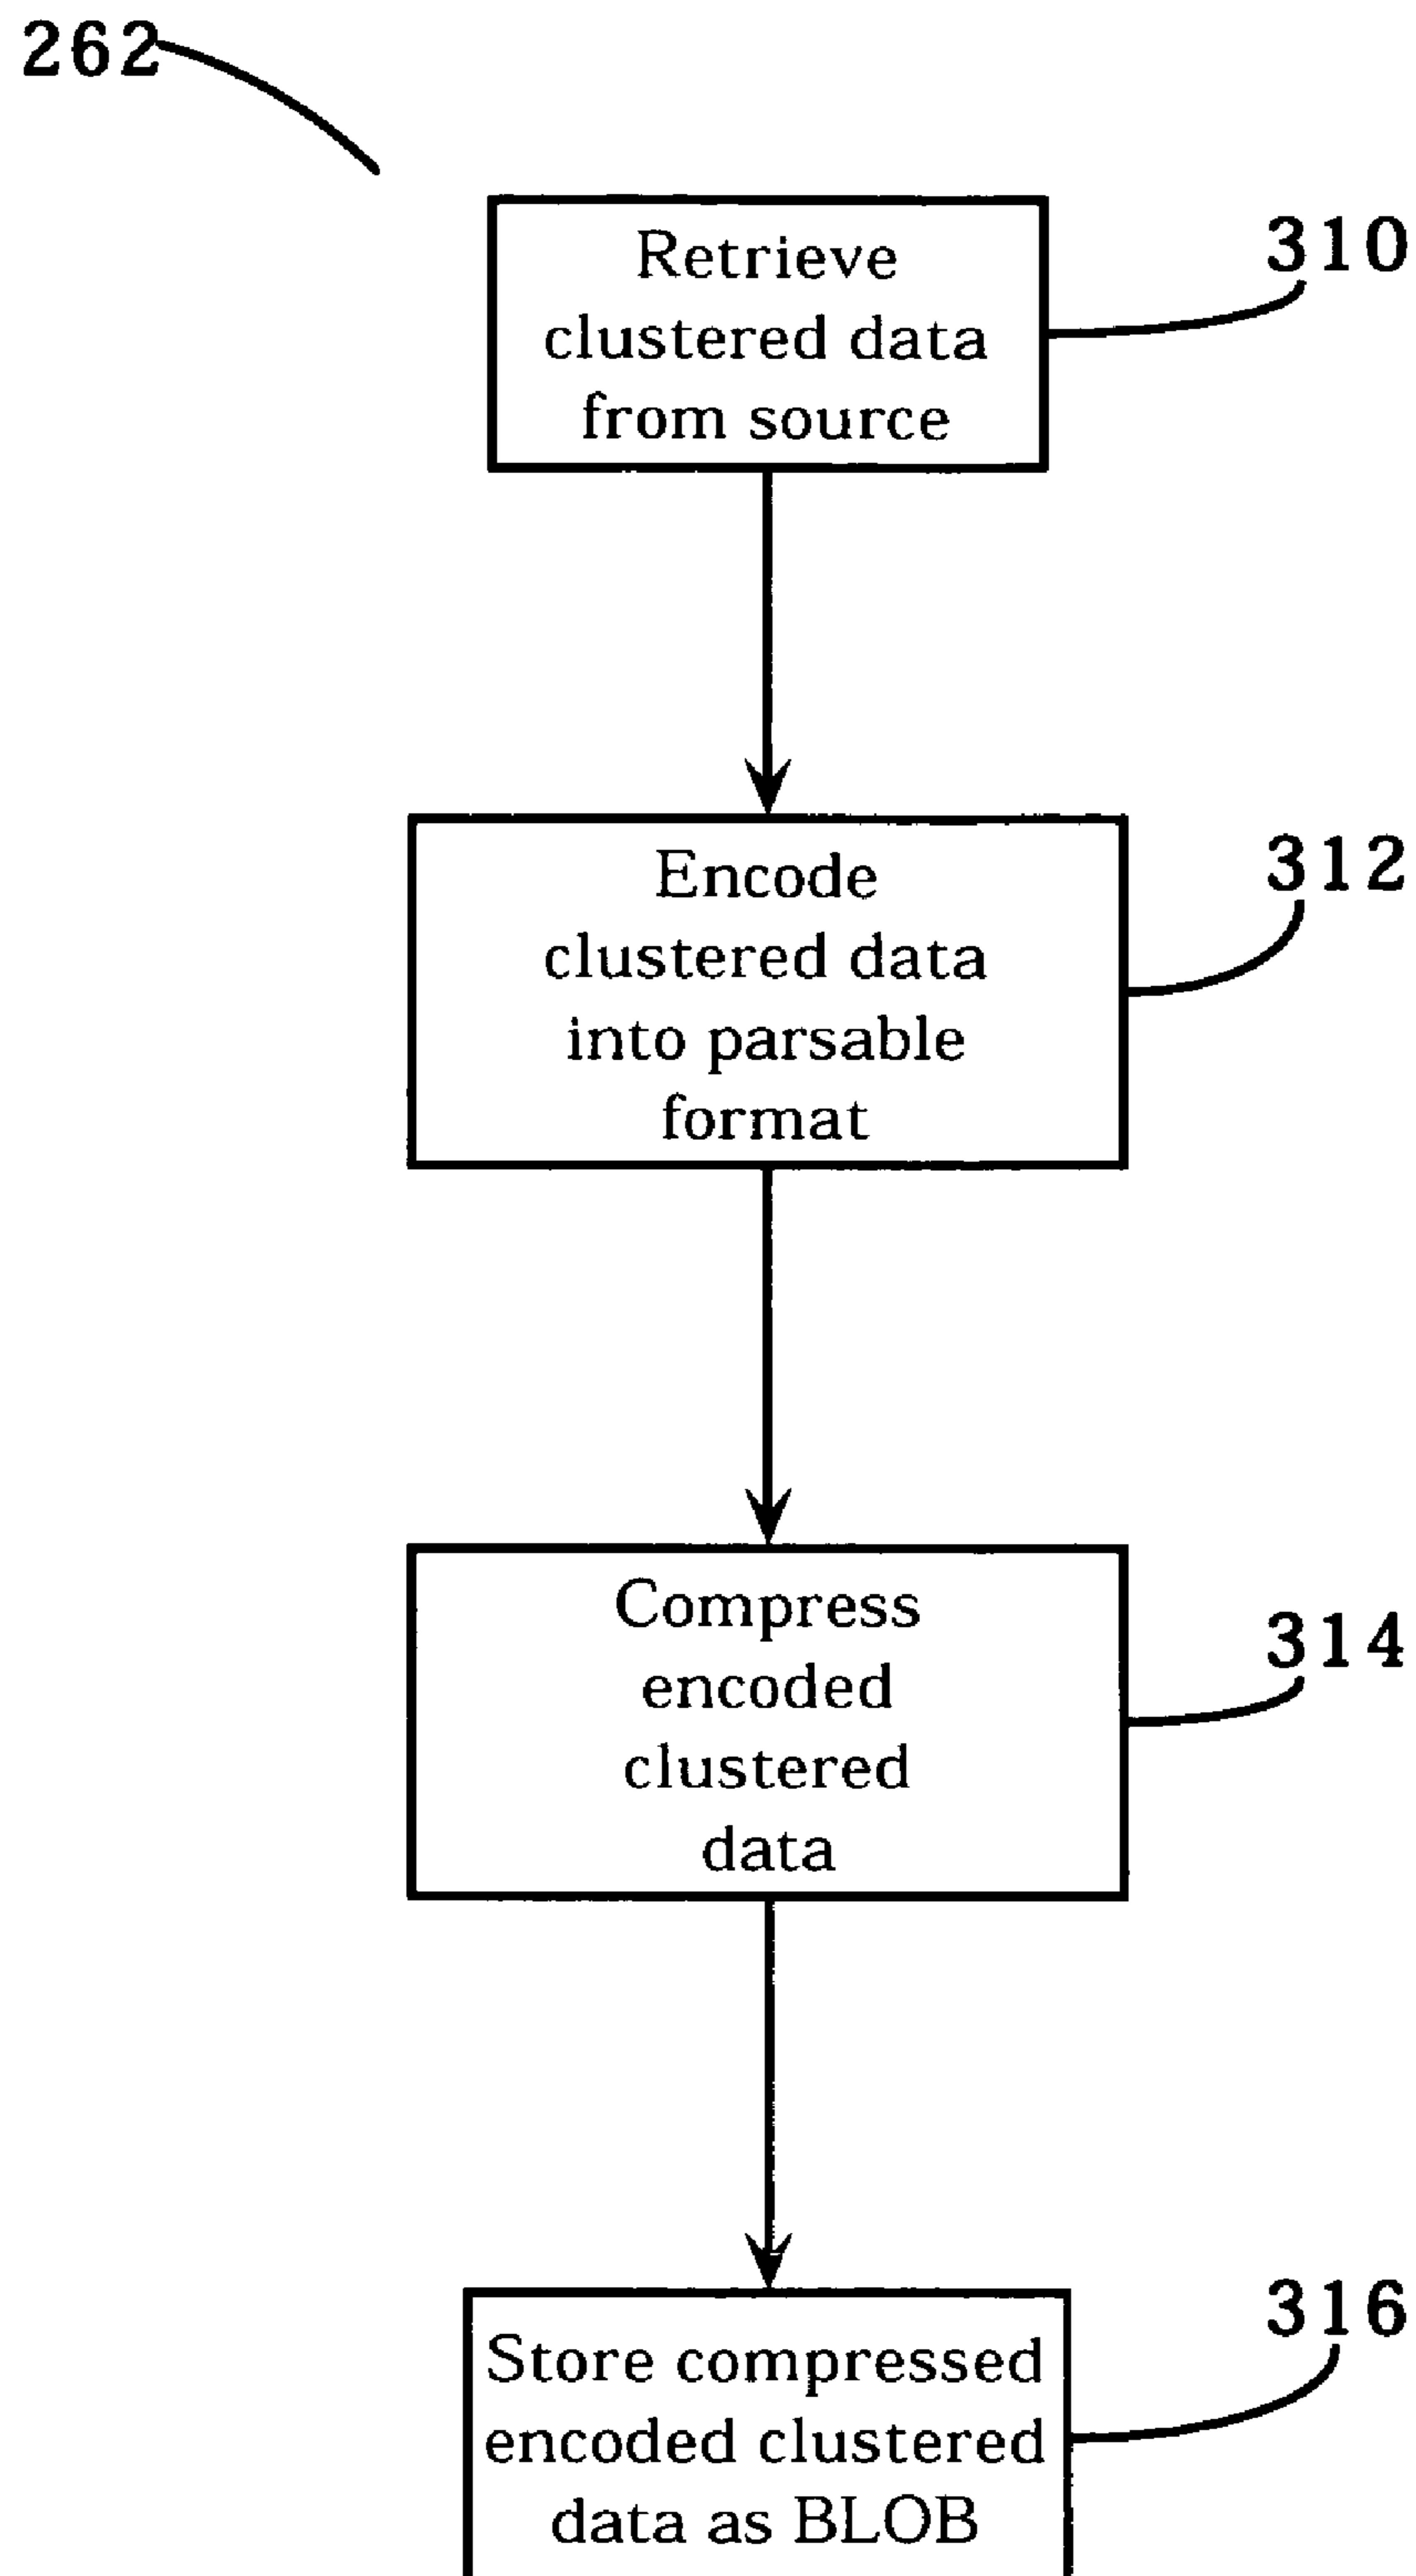 262
Retrieve
clustered data
from source
310
Encode
clustered data
into parsable
format
312
Compress
encoded
clustered
data
314
Store compressed
encoded clustered
data as BLOB
316